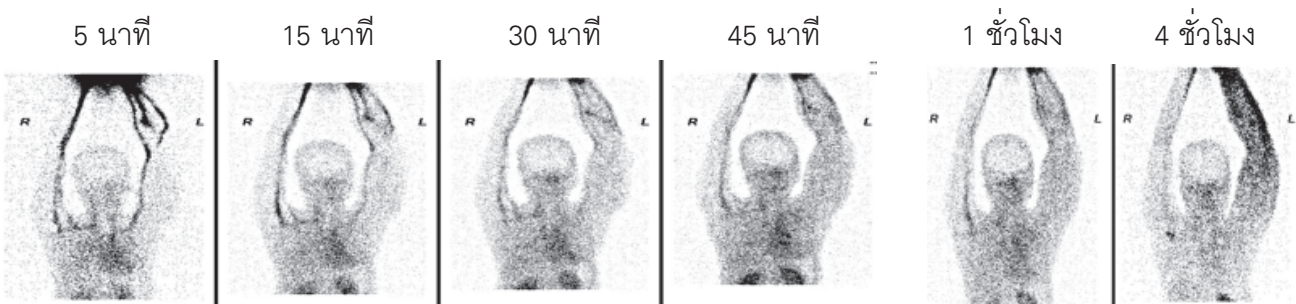 5 นาที 15 นาที 30 นาที 45 นาที 1 ชั่วโมง 4 ชั่วโมง
R L R L R L R L R L R L